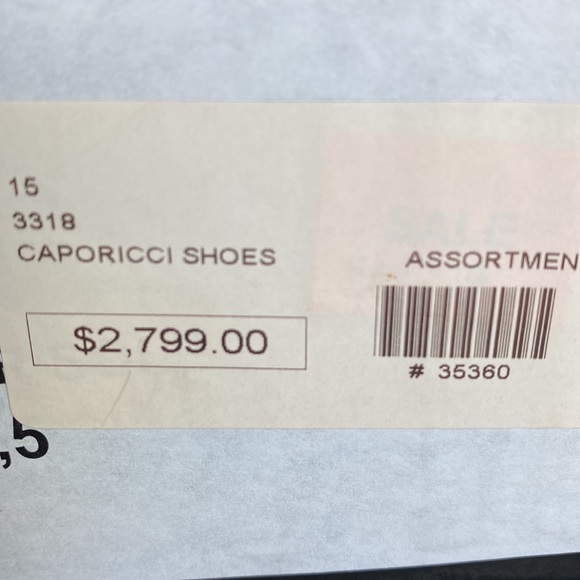 15
3318
CAPORICCI SHOES
ASSORTMEN
$2,799.00
# 35360
,5